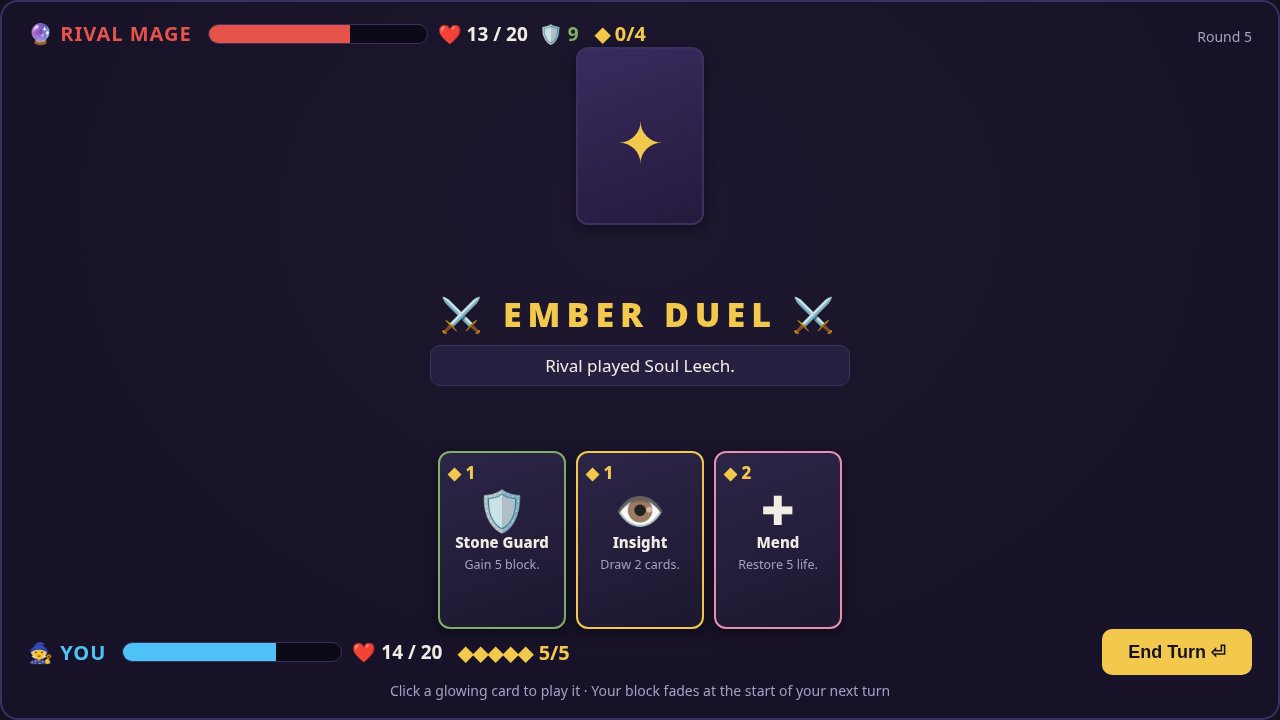 RIVAL MAGE 13 / 20 9 0/4
Round 5
EMBER DUEL
Rival played Soul Leech.
1
Stone Guard
Gain 5 block.
1
Insight
Draw 2 cards.
2
Mend
Restore 5 life.
YOU 14 / 20 5/5
End Turn ⏎
Click a glowing card to play it · Your block fades at the start of your next turn